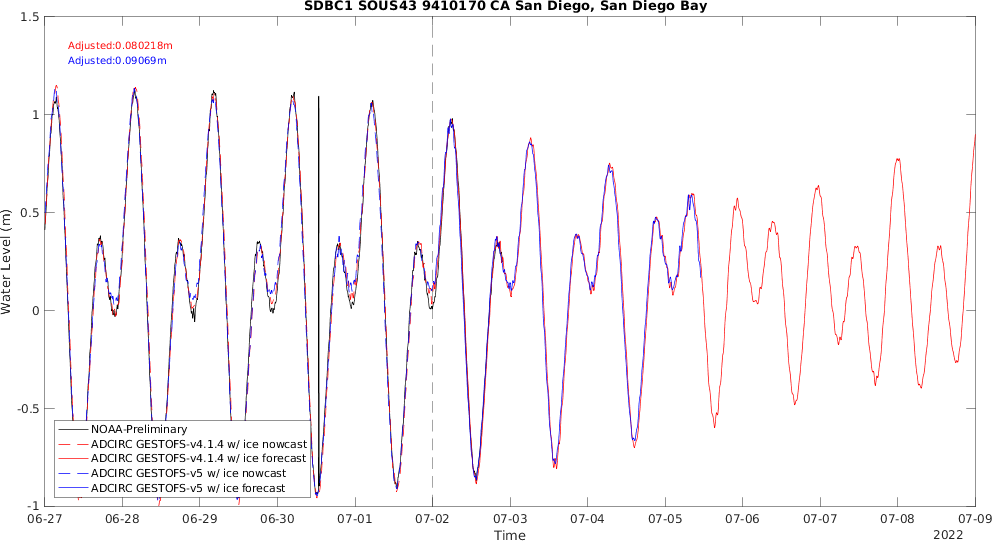 SDBC1 SOUS43 9410170 CA San Diego, San Diego Bay
1.5
Adjusted:0.080218m
Adjusted:0.09069m
1
0.5
Water Level (m)
0
-0.5
NOAA-Preliminary
ADCIRC GESTOFS-v4.1.4 w/ ice nowcast
ADCIRC GESTOFS-v4.1.4 w/ ice forecast
ADCIRC GESTOFS-v5 w/ ice nowcast
ADCIRC GESTOFS-v5 w/ ice forecast
-1
06-27 06-28 06-29 06-30 07-01 07-02 07-03 07-04 07-05 07-06 07-07 07-08 07-09
Time
2022